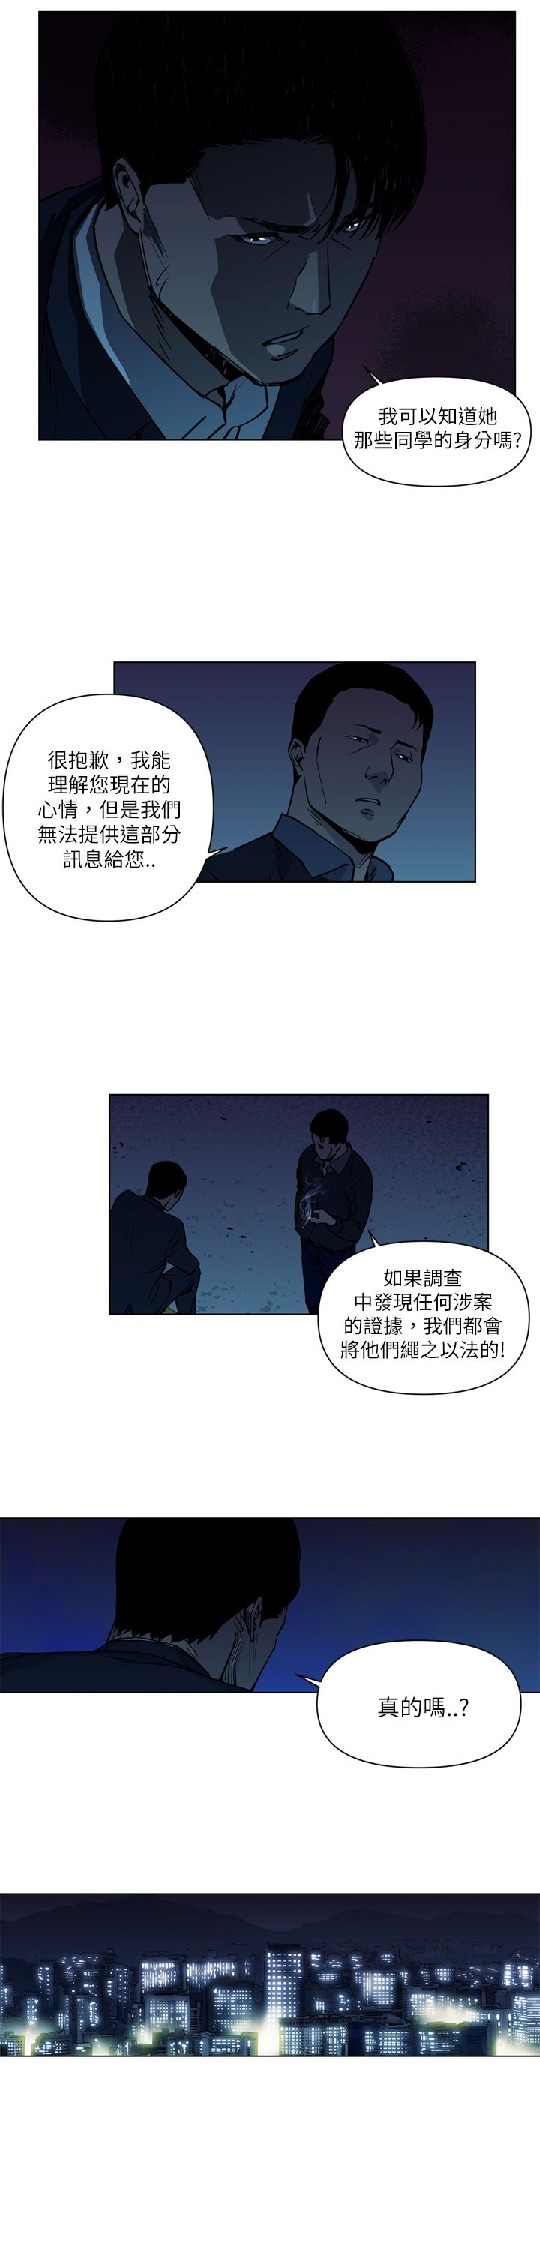 我可以知道她
那些同學的身分嗎?
很抱歉，我能
理解您現在的
心情，但是我們
無法提供這部分
訊息給您..
如果調查
中發現任何涉案
的證據，我們都會
將他們繩之以法的!
真的嗎..?